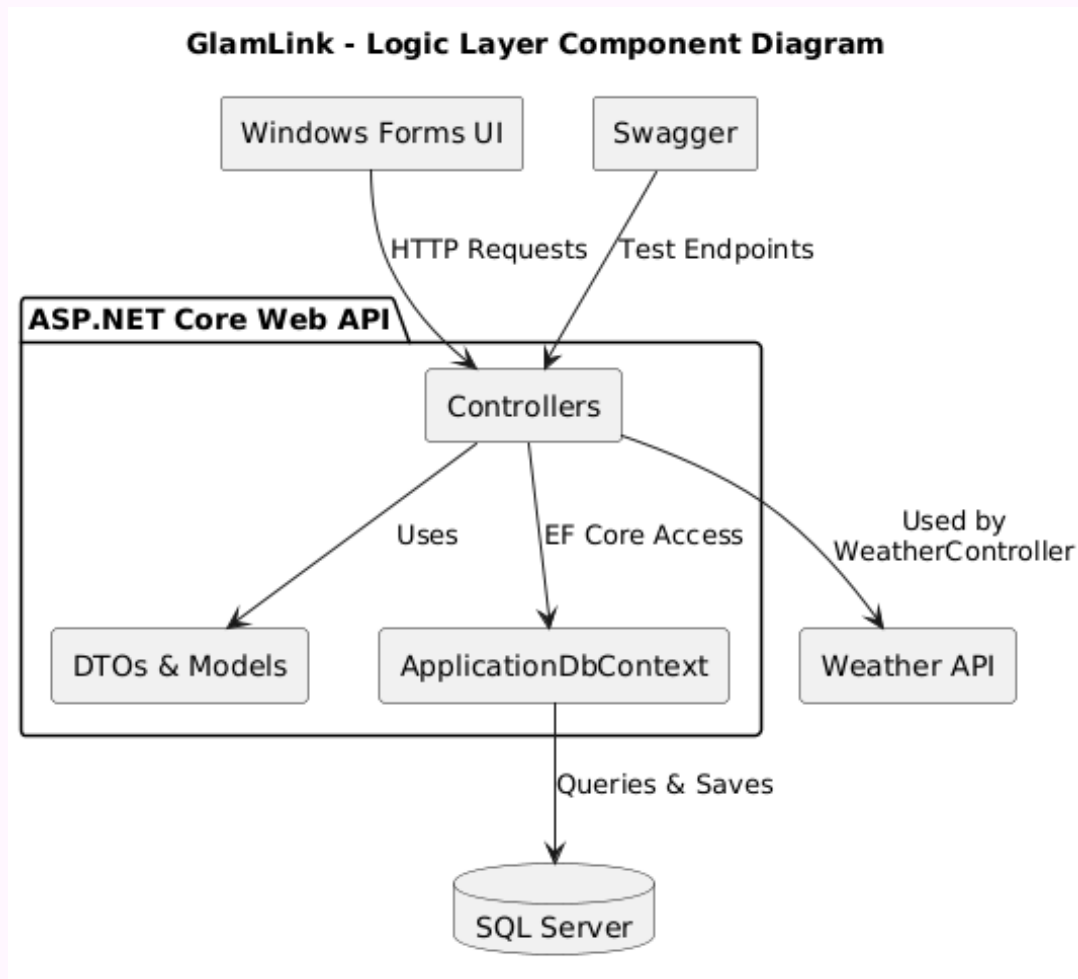 GlamLink - Logic Layer Component Diagram
Windows Forms UI
Swagger
HTTP Requests
Test Endpoints
ASP.NET Core Web API
Controllers
Uses
EF Core Access
Used by
WeatherController
DTOs & Models
ApplicationDbContext
Weather API
Queries & Saves
SQL Server